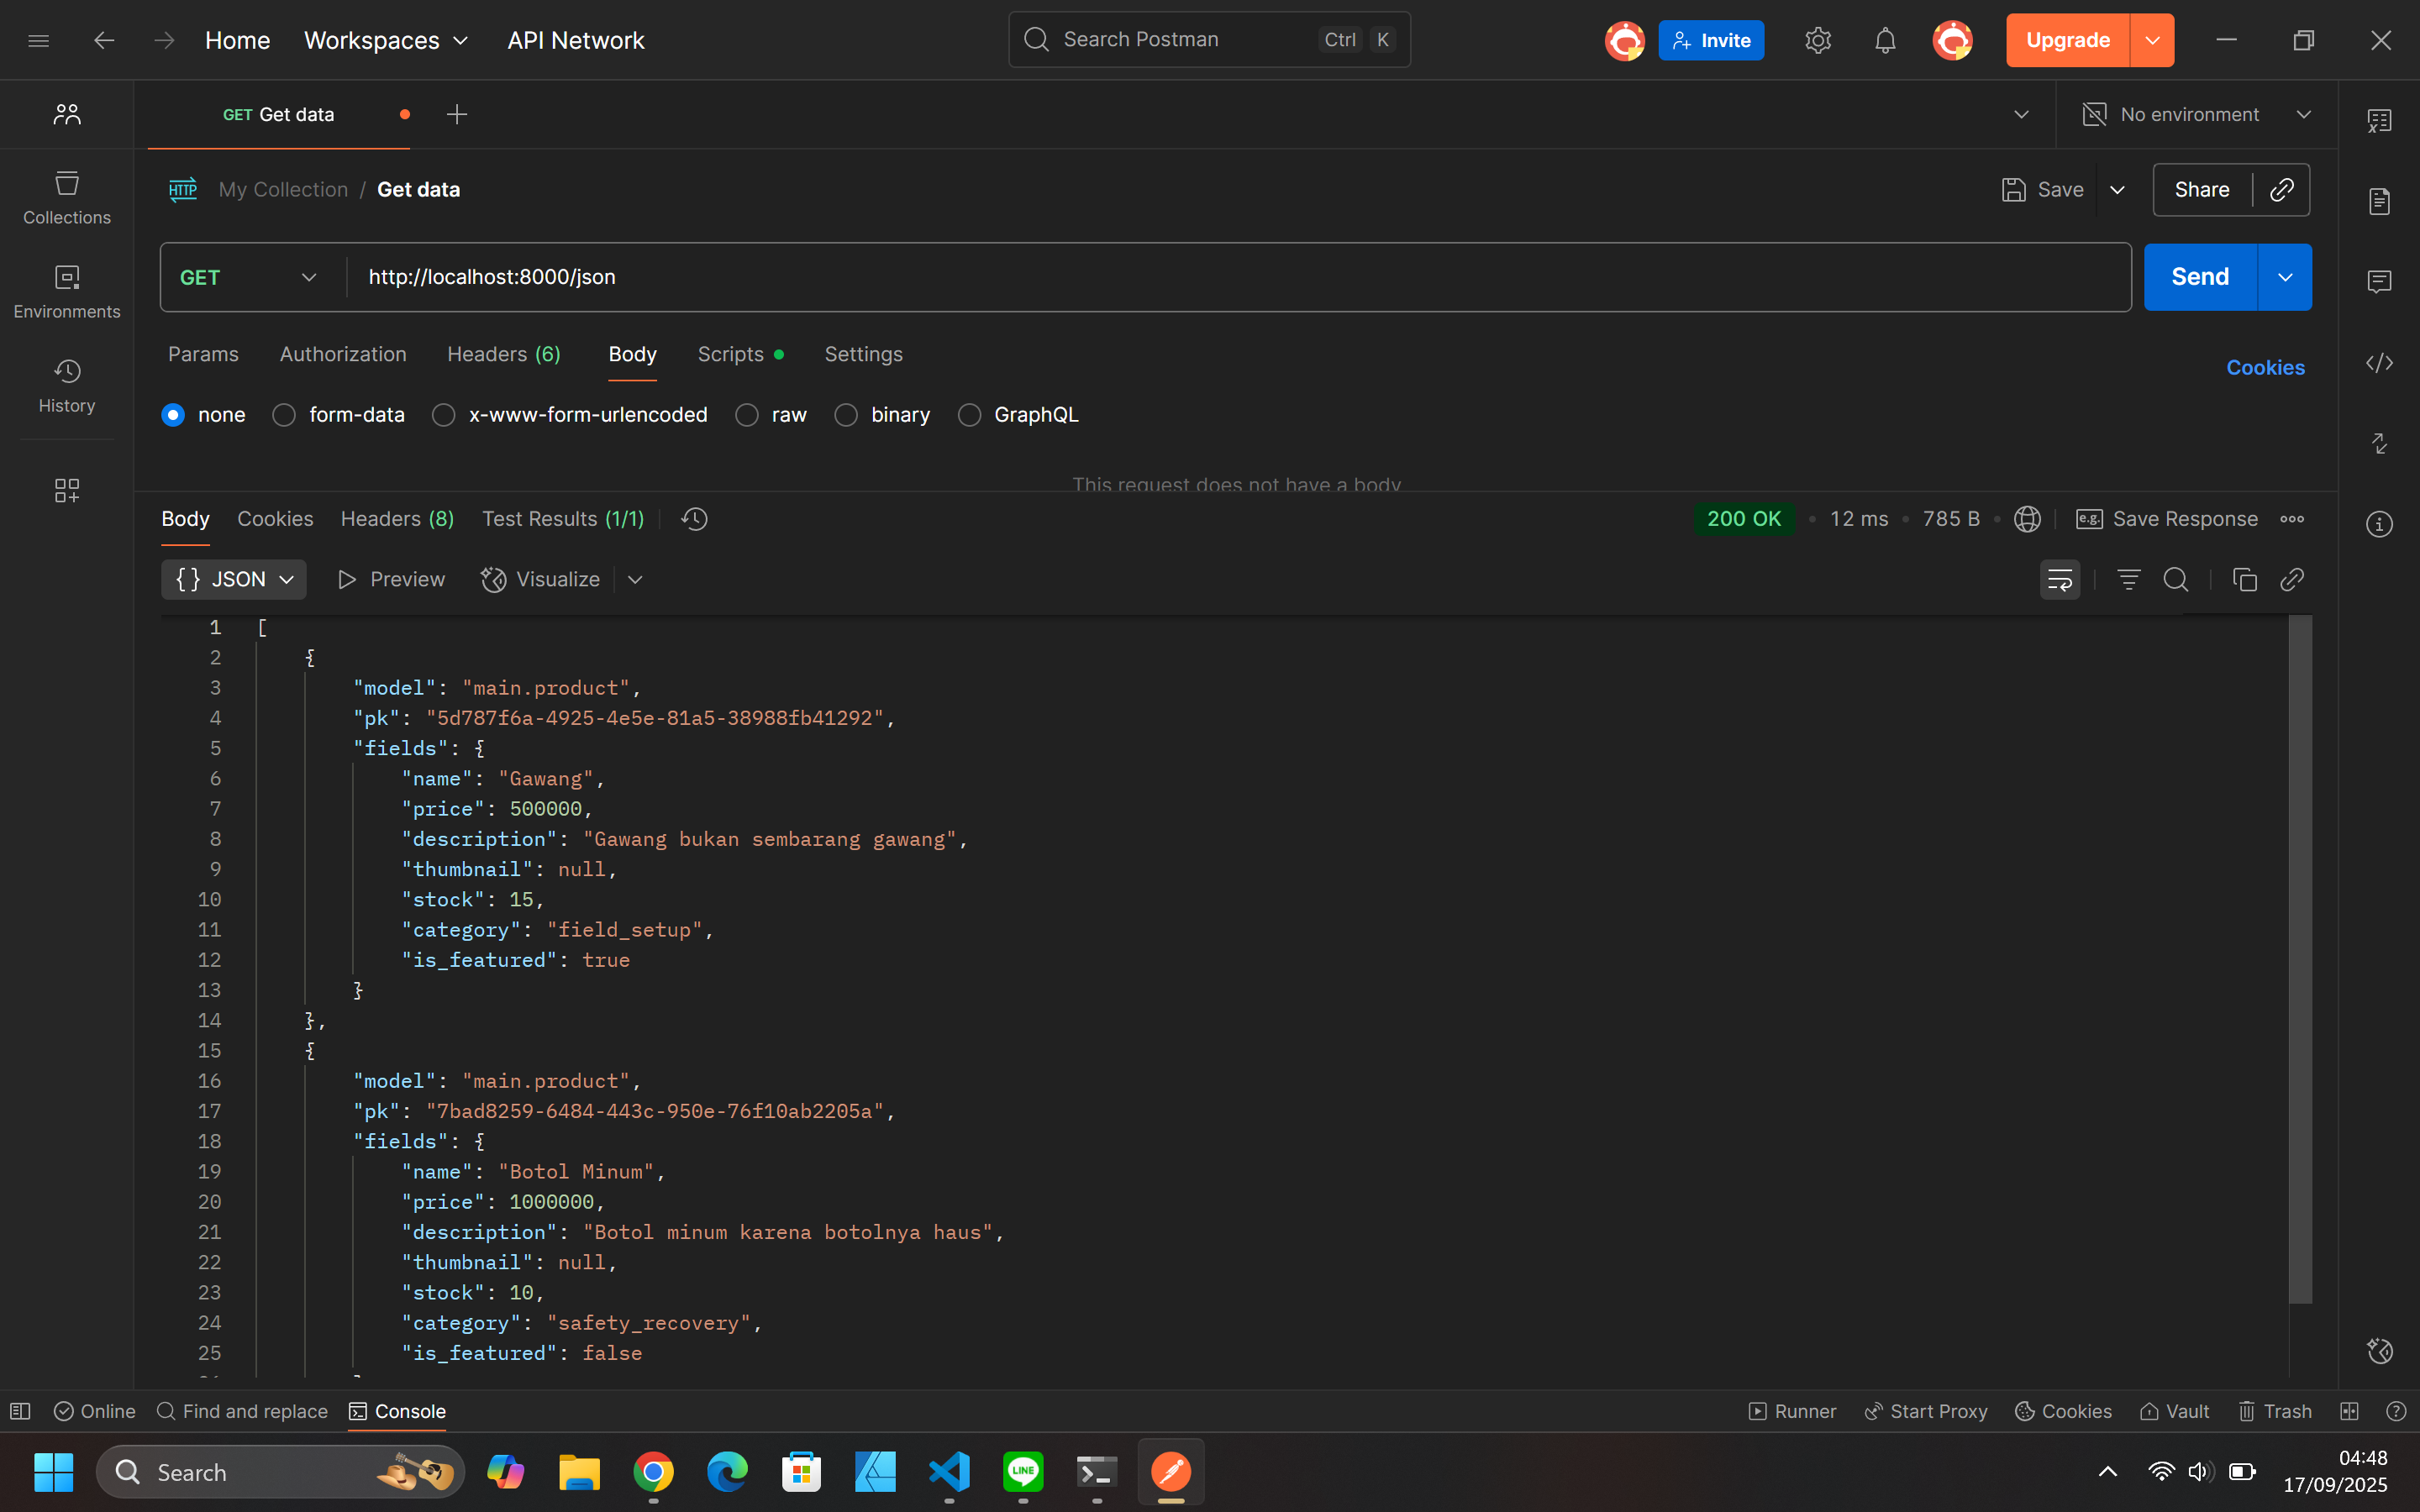 Home Workspaces API Network Search Postman Ctrl K Invite Upgrade
GET Get data No environment
HTTP My Collection / Get data Save Share
Collections
GET http://localhost:8000/json Send
Environments
Params Authorization Headers (6) Body Scripts Settings Cookies
History
none form-data x-www-form-urlencoded raw binary GraphQL
This request does not have a body
Body Cookies Headers (8) Test Results (1/1) 200 OK • 12 ms • 785 B • e.g. Save Response
{} JSON Preview Visualize
1 [
2 {
3 "model": "main.product",
4 "pk": "5d787f6a-4925-4e5e-81a5-38988fb41292",
5 "fields": {
6 "name": "Gawang",
7 "price": 500000,
8 "description": "Gawang bukan sembarang gawang",
9 "thumbnail": null,
10 "stock": 15,
11 "category": "field_setup",
12 "is_featured": true
13 }
14 },
15 {
16 "model": "main.product",
17 "pk": "7bad8259-6484-443c-950e-76f10ab2205a",
18 "fields": {
19 "name": "Botol Minum",
20 "price": 1000000,
21 "description": "Botol minum karena botolnya haus",
22 "thumbnail": null,
23 "stock": 10,
24 "category": "safety_recovery",
25 "is_featured": false
Online Find and replace Console Runner Start Proxy Cookies Vault Trash
Search LINE 04:48
17/09/2025